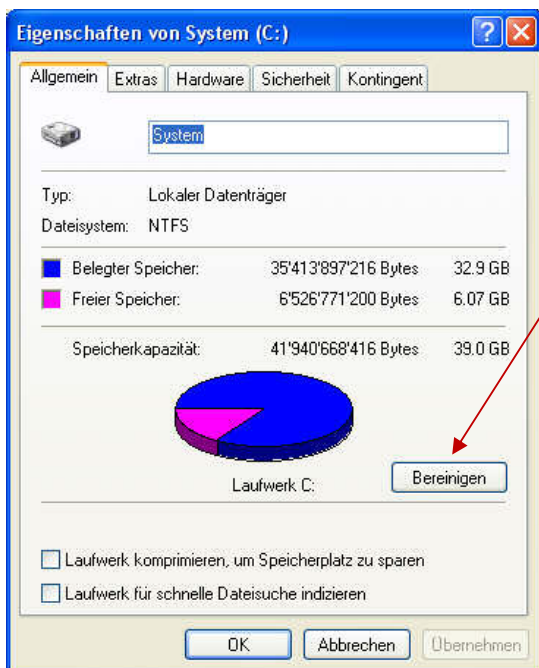 Eigenschaften von System (C:)
Allgemein Extras Hardware Sicherheit Kontingent
System
Typ: Lokaler Datenträger
Dateisystem: NTFS
Belegter Speicher: 35'413'897'216 Bytes 32.9 GB
Freier Speicher: 6'526'771'200 Bytes 6.07 GB
Speicherkapazität: 41'940'668'416 Bytes 39.0 GB
Laufwerk C: Bereinigen
Laufwerk komprimieren, um Speicherplatz zu sparen
Laufwerk für schnelle Dateisuche indizieren
OK Abbrechen Übernehmen